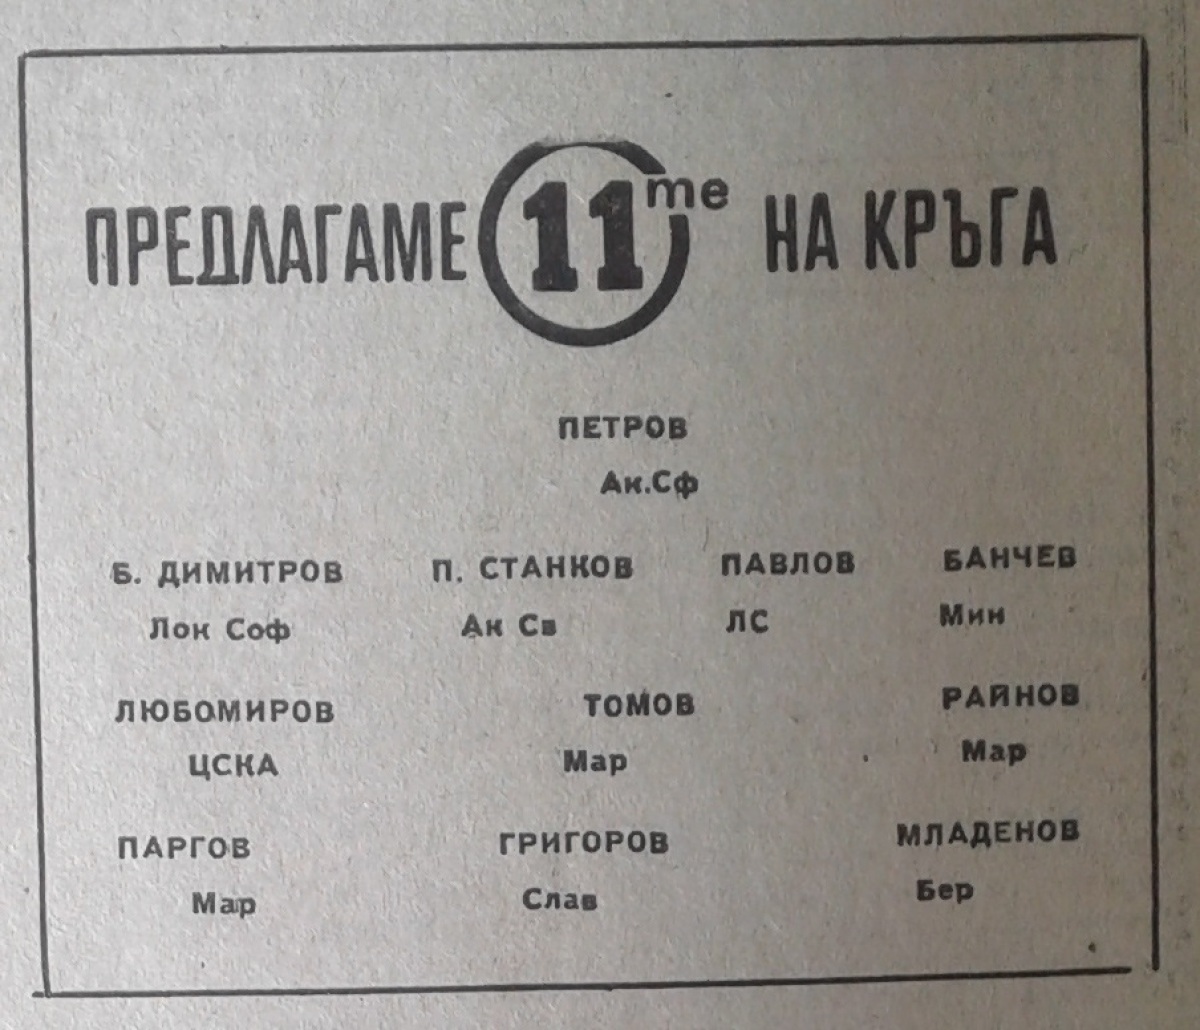 ПРЕДЛАГАМЕ 11те НА КРЪГА
ПЕТРОВ
Ак.Сф
Б. ДИМИТРОВ П. СТАНКОВ ПАВЛОВ БАНЧЕВ
Лок Соф Ак Св ЛС Мин
ЛЮБОМИРОВ ТОМОВ РАЙНОВ
ЦСКА Мар Мар
ПАРГОВ ГРИГОРОВ МЛАДЕНОВ
Мар Слав Бер